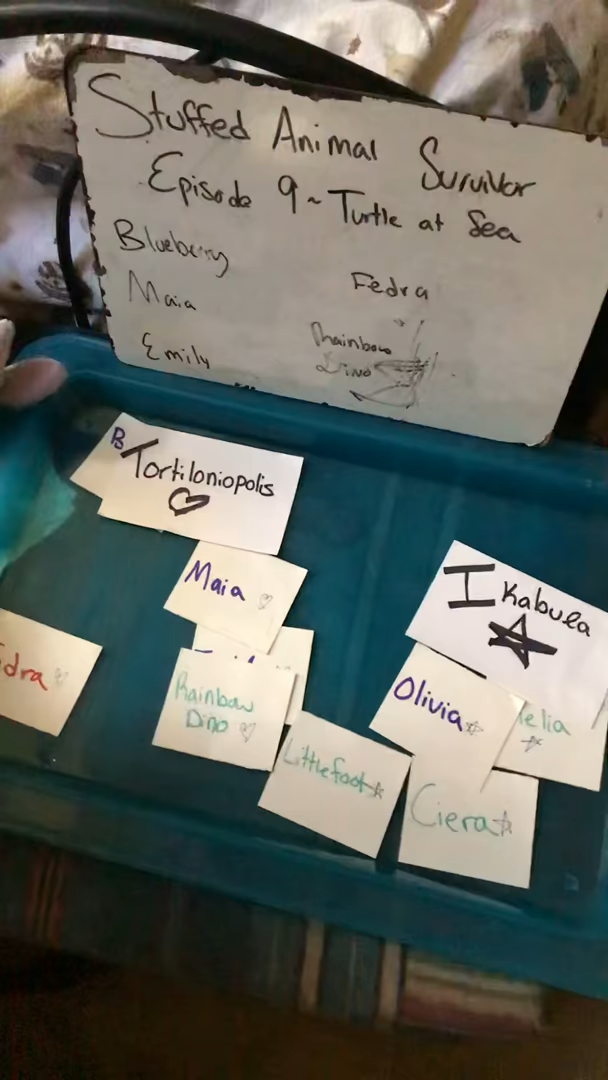 Stuffed Animal Survivor
Episode 9 ~ Turtle at Sea
Blueberry
Maia
Emily
Fedra
Rainbow
Dino
B
Tortiloniopolis
Maia
Rainbow
Dino
Ikabula
Olivia
elia
Littlefoot
Ciera
dra